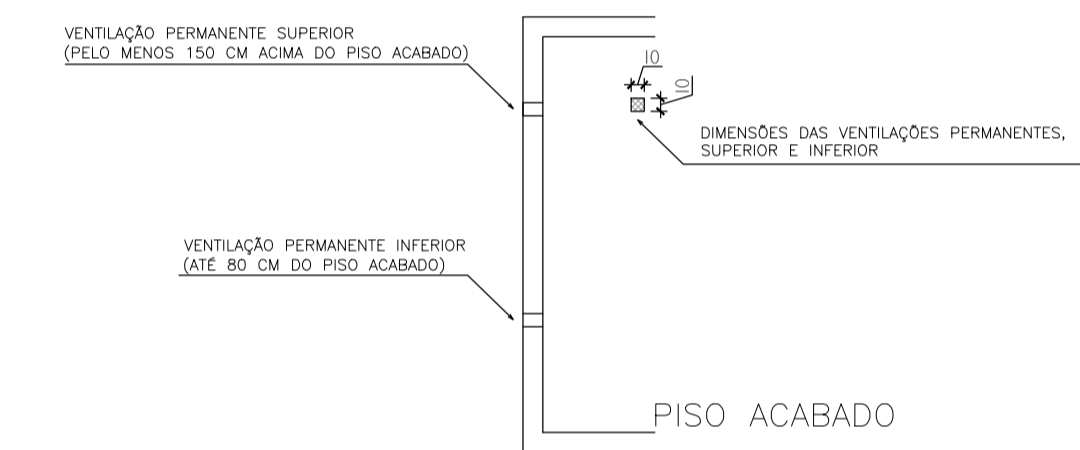 VENTILAÇÃO PERMANENTE SUPERIOR
(PELO MENOS 150 CM ACIMA DO PISO ACABADO)
10
10
DIMENSÕES DAS VENTILAÇÕES PERMANENTES,
SUPERIOR E INFERIOR
VENTILAÇÃO PERMANENTE INFERIOR
(ATÉ 80 CM DO PISO ACABADO)
PISO ACABADO